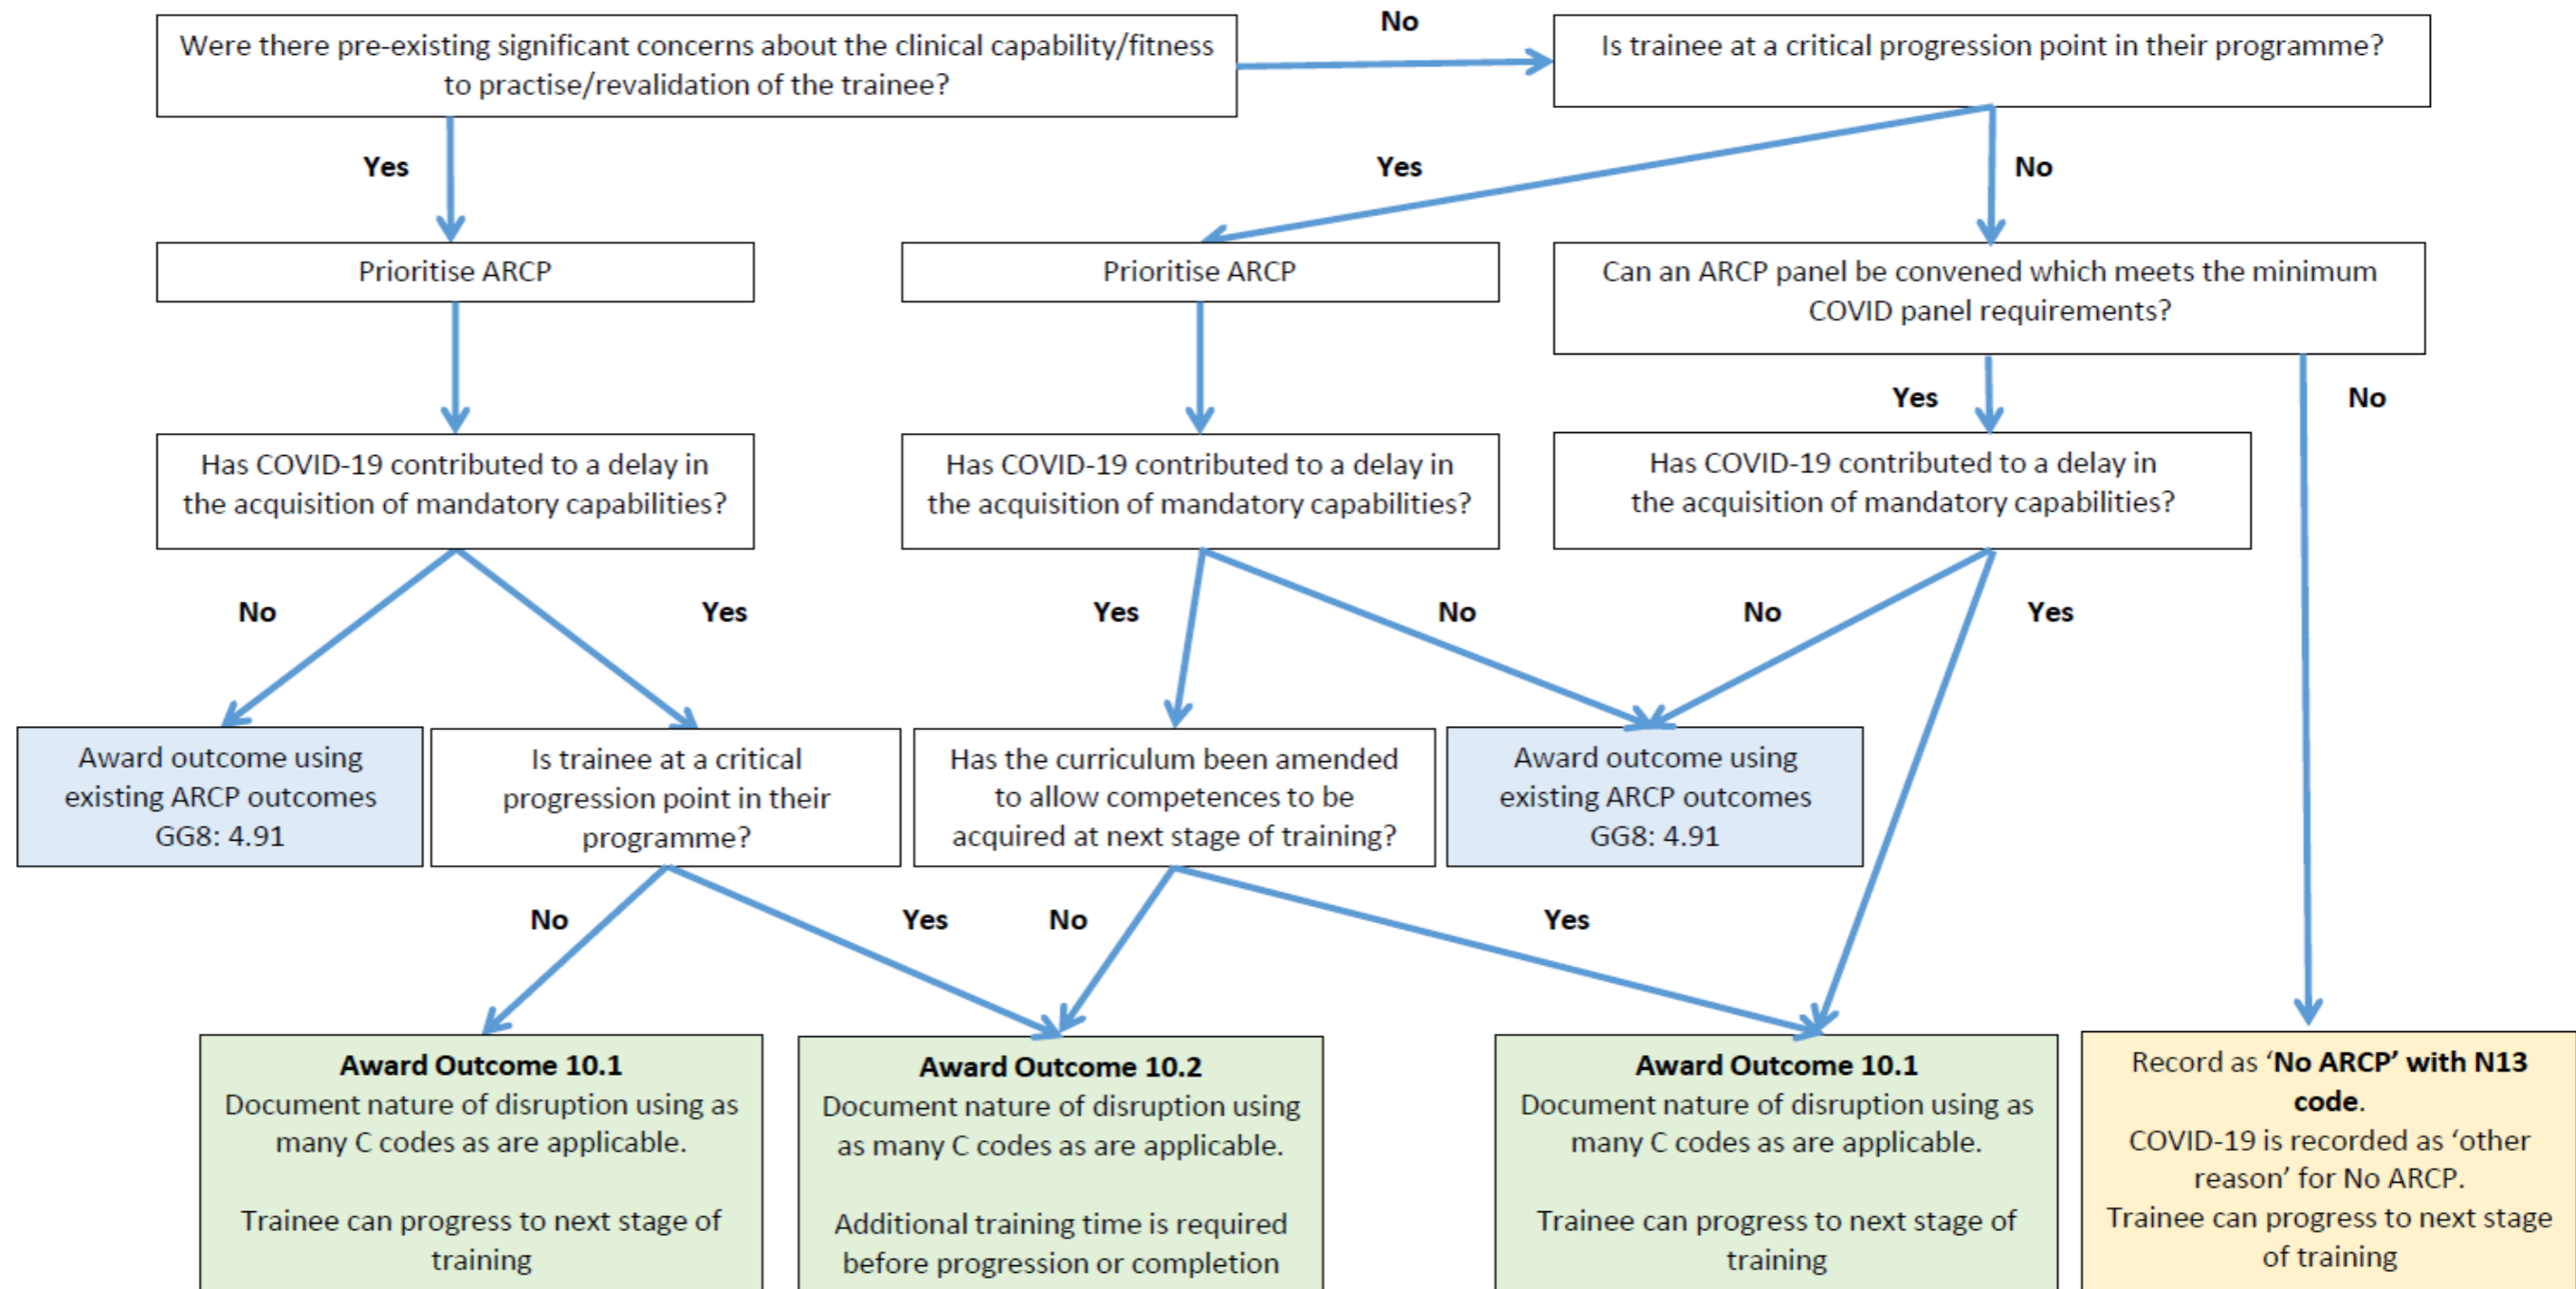 Were there pre-existing significant concerns about the clinical capability/fitness
to practise/revalidation of the trainee?
No
Is trainee at a critical progression point in their programme?
Yes
Yes
No
Prioritise ARCP
Prioritise ARCP
Can an ARCP panel be convened which meets the minimum
COVID panel requirements?
Yes
No
Has COVID-19 contributed to a delay in
the acquisition of mandatory capabilities?
Has COVID-19 contributed to a delay in
the acquisition of mandatory capabilities?
Has COVID-19 contributed to a delay in
the acquisition of mandatory capabilities?
No
Yes
Yes
No
No
Yes
Award outcome using
existing ARCP outcomes
GG8: 4.91
Is trainee at a critical
progression point in their
programme?
Has the curriculum been amended
to allow competences to be
acquired at next stage of training?
Award outcome using
existing ARCP outcomes
GG8: 4.91
No
Yes
No
Yes
Award Outcome 10.1
Document nature of disruption using as
many C codes as are applicable.
Trainee can progress to next stage of
training
Award Outcome 10.2
Document nature of disruption using
as many C codes as are applicable.
Additional training time is required
before progression or completion
Award Outcome 10.1
Document nature of disruption using as
many C codes as are applicable.
Trainee can progress to next stage of
training
Record as ‘No ARCP’ with N13
code.
COVID-19 is recorded as ‘other
reason’ for No ARCP.
Trainee can progress to next stage
of training